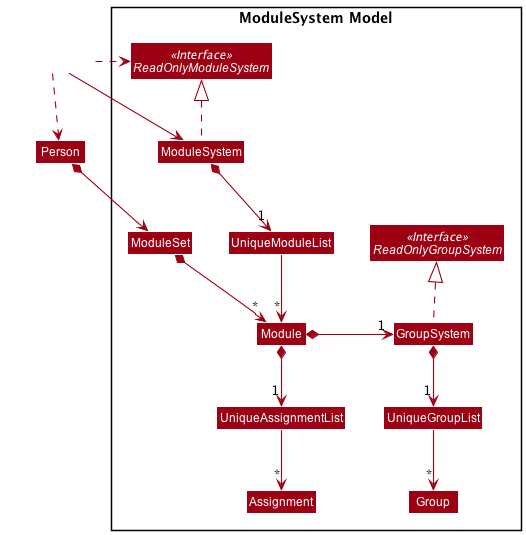 ModuleSystem Model
«Interface»
ReadOnlyModuleSystem
Person
ModuleSystem
1
ModuleSet
UniqueModuleList
«Interface»
ReadOnlyGroupSystem
*
*
Module
1
GroupSystem
1
1
UniqueAssignmentList
UniqueGroupList
*
*
Assignment
Group